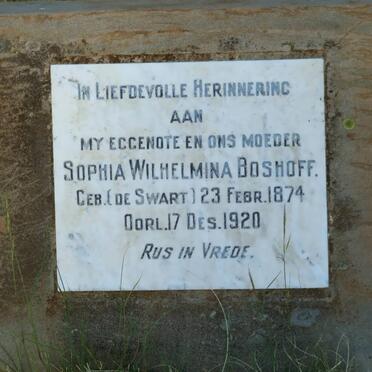 IN LIEFDEVOLLE HERINNERING
AAN
MY EGGENOTE EN ONS MOEDER
SOPHIA WILHELMINA BOSHOFF.
GEB. (DE SWART) 23 FEBR. 1874
OORL. 17 DES. 1920
RUS IN VREDE.